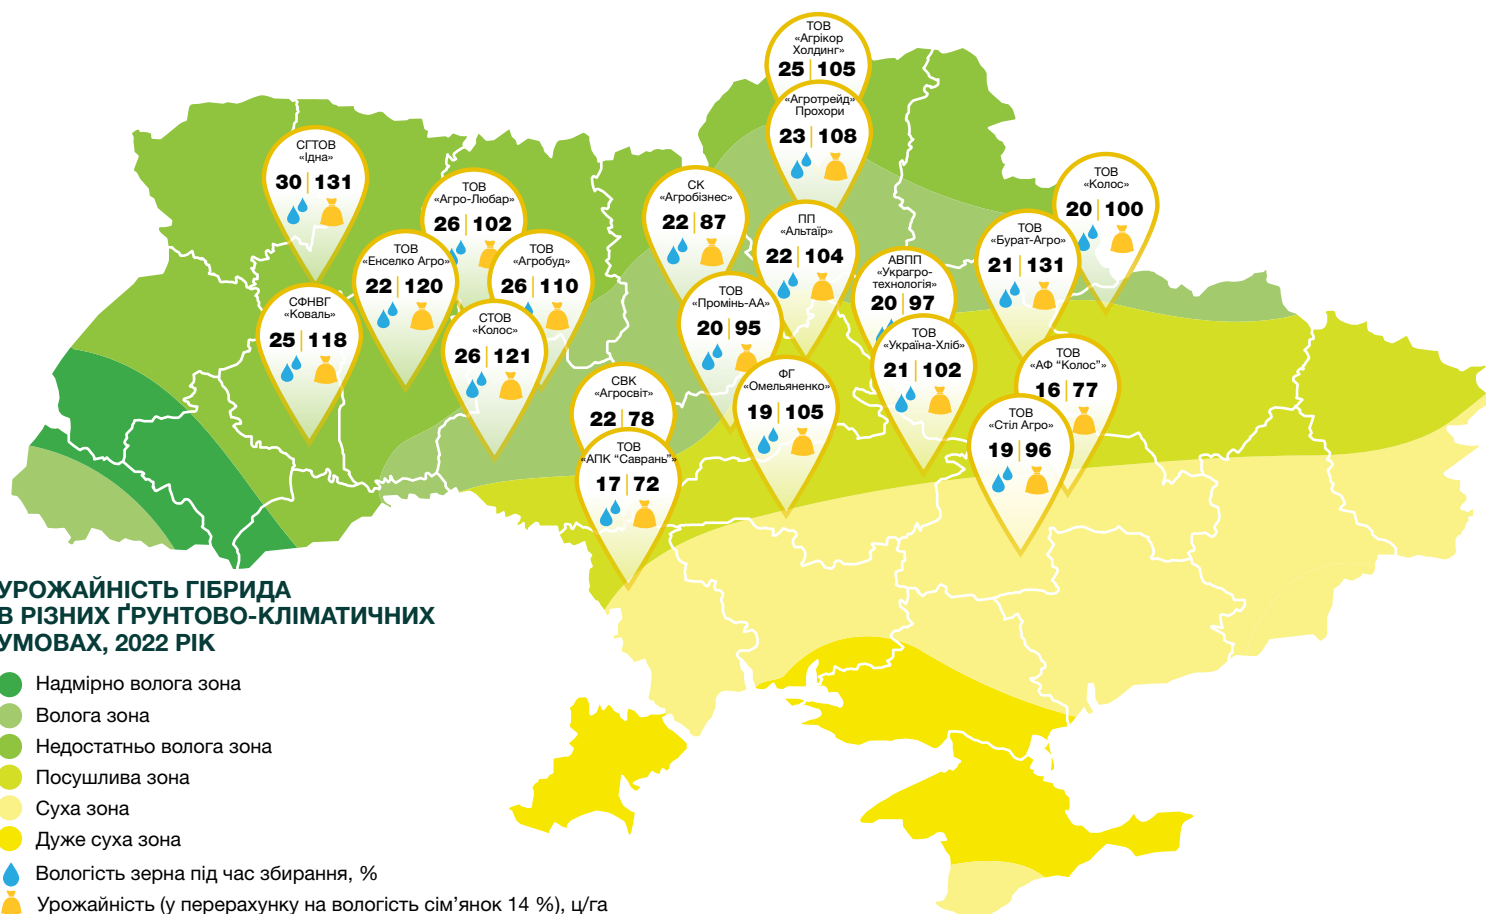 ТОВ
«Агрікор
Холдинг»
25 105
«Агротрейд»
Прохори
23 108
СГТОВ
«Ідна»
30 131
ТОВ
«Агро-Любар»
26 102
СК
«Агробізнес»
22 87
ТОВ
«Колос»
20 100
ТОВ
«Енселко Агро»
22 120
ТОВ
«Агробуд»
26 110
ПП
«Альтаїр»
22 104
АВПП
«Украгро-
технологія»
20 97
ТОВ
«Бурат-Агро»
21 131
СФНВГ
«Коваль»
25 118
СТОВ
«Колос»
26 121
ТОВ
«Промінь-АА»
20 95
ТОВ
«Україна-Хліб»
21 102
ТОВ
«АФ “Колос”»
16 77
СВК
«Агросвіт»
22 78
ФГ
«Омельяненко»
19 105
ТОВ
«Стіл Агро»
19 96
ТОВ
«АПК “Саврань”»
17 72
УРОЖАЙНІСТЬ ГІБРИДА
В РІЗНИХ ҐРУНТОВО-КЛІМАТИЧНИХ
УМОВАХ, 2022 РІК
Надмірно волога зона
Волога зона
Недостатньо волога зона
Посушлива зона
Суха зона
Дуже суха зона
Вологість зерна під час збирання, %
Урожайність (у перерахунку на вологість сім’янок 14 %), ц/га